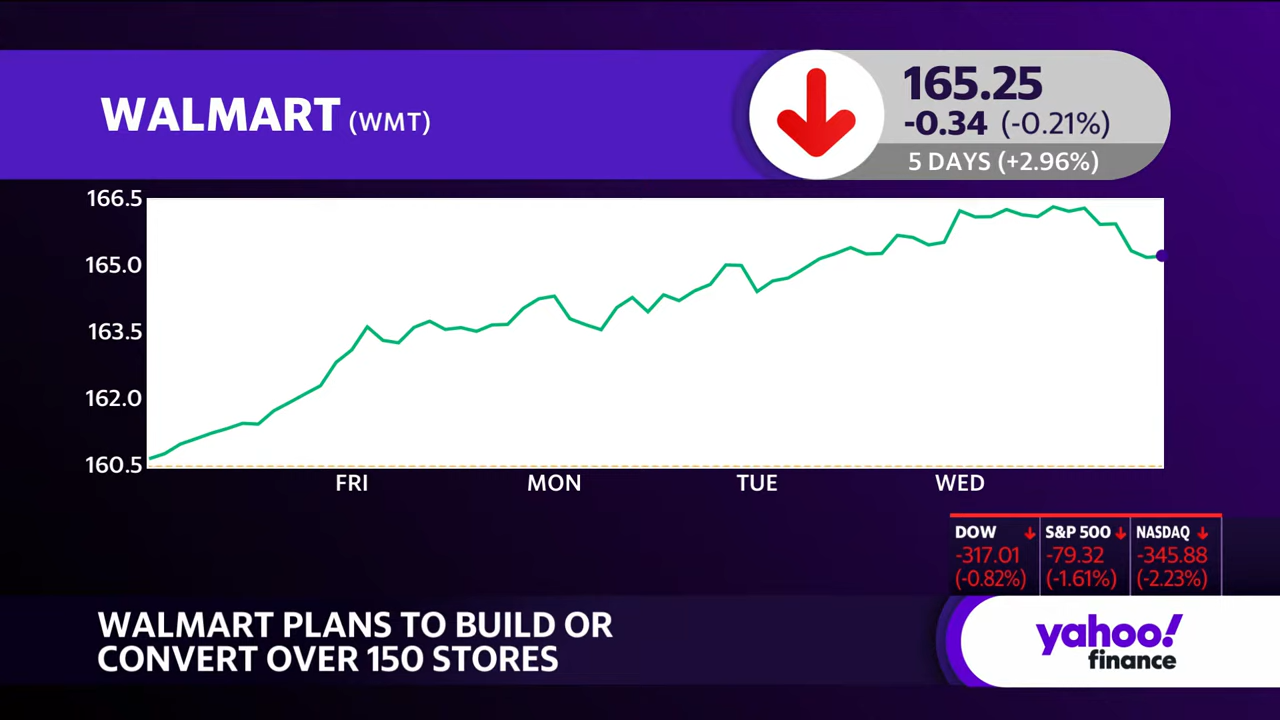 WALMART (WMT)
165.25
-0.34 (-0.21%)
5 DAYS (+2.96%)
166.5
165.0
163.5
162.0
160.5
FRI MON TUE WED
DOW S&P 500 NASDAQ
-317.01 -79.32 -345.88
(-0.82%) (-1.61%) (-2.23%)
WALMART PLANS TO BUILD OR
CONVERT OVER 150 STORES
yahoo!
finance